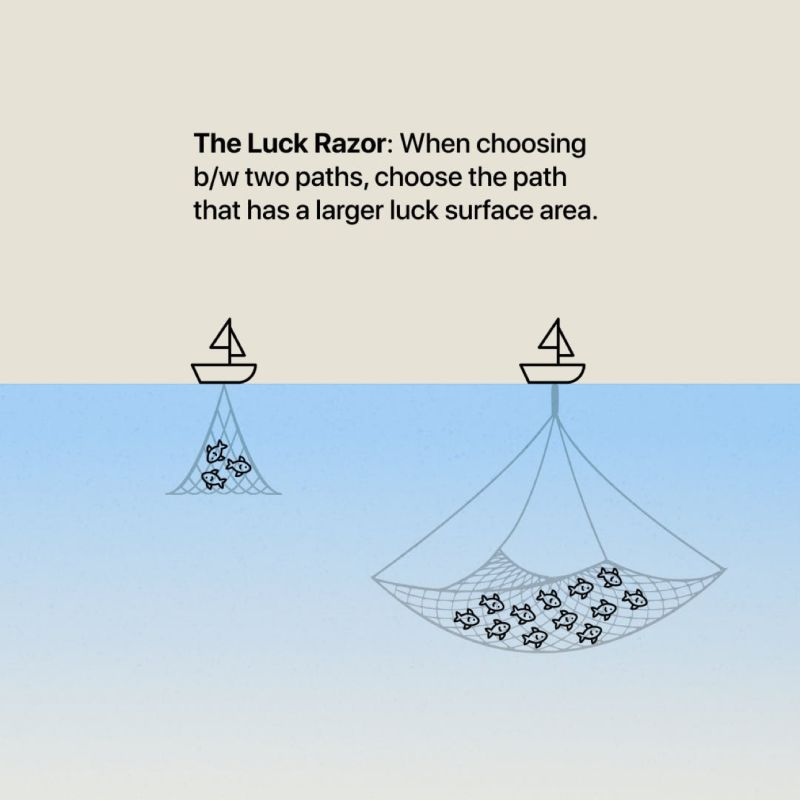 The Luck Razor: When choosing
b/w two paths, choose the path
that has a larger luck surface area.